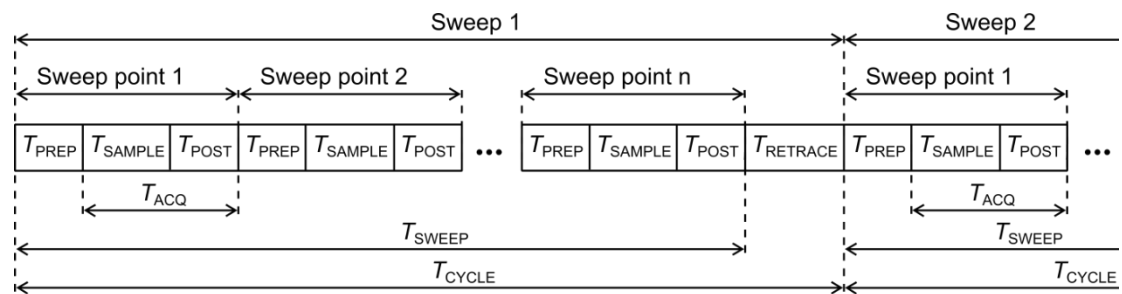 Sweep 1 Sweep 2
Sweep point 1 Sweep point 2 Sweep point n Sweep point 1
TPREP TSAMPLE TPOST TPREP TSAMPLE TPOST ••• TPREP TSAMPLE TPOST TRETRACE TPREP TSAMPLE TPOST •••
TACQ TACQ
TSWEEP TSWEEP
TCYCLE TCYCLE